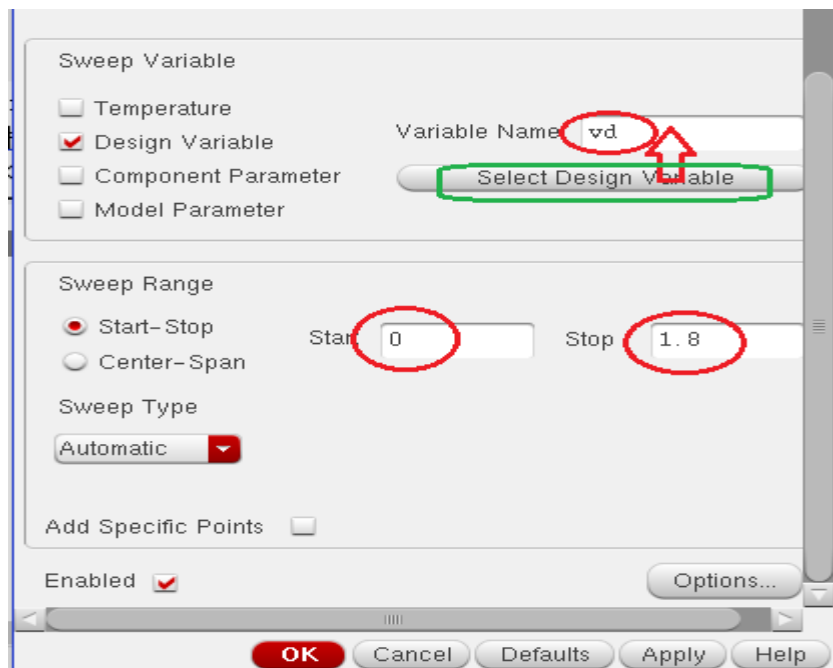 Sweep Variable
Temperature
Design Variable
Component Parameter
Model Parameter
Variable Name vd
Select Design Variable
Sweep Range
Start-Stop
Center-Span
Start 0 Stop 1.8
Sweep Type
Automatic
Add Specific Points
Enabled
Options...
OK Cancel Defaults Apply Help